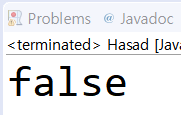 Problems @ Javadoc
<terminated> Hasad [Jav
false